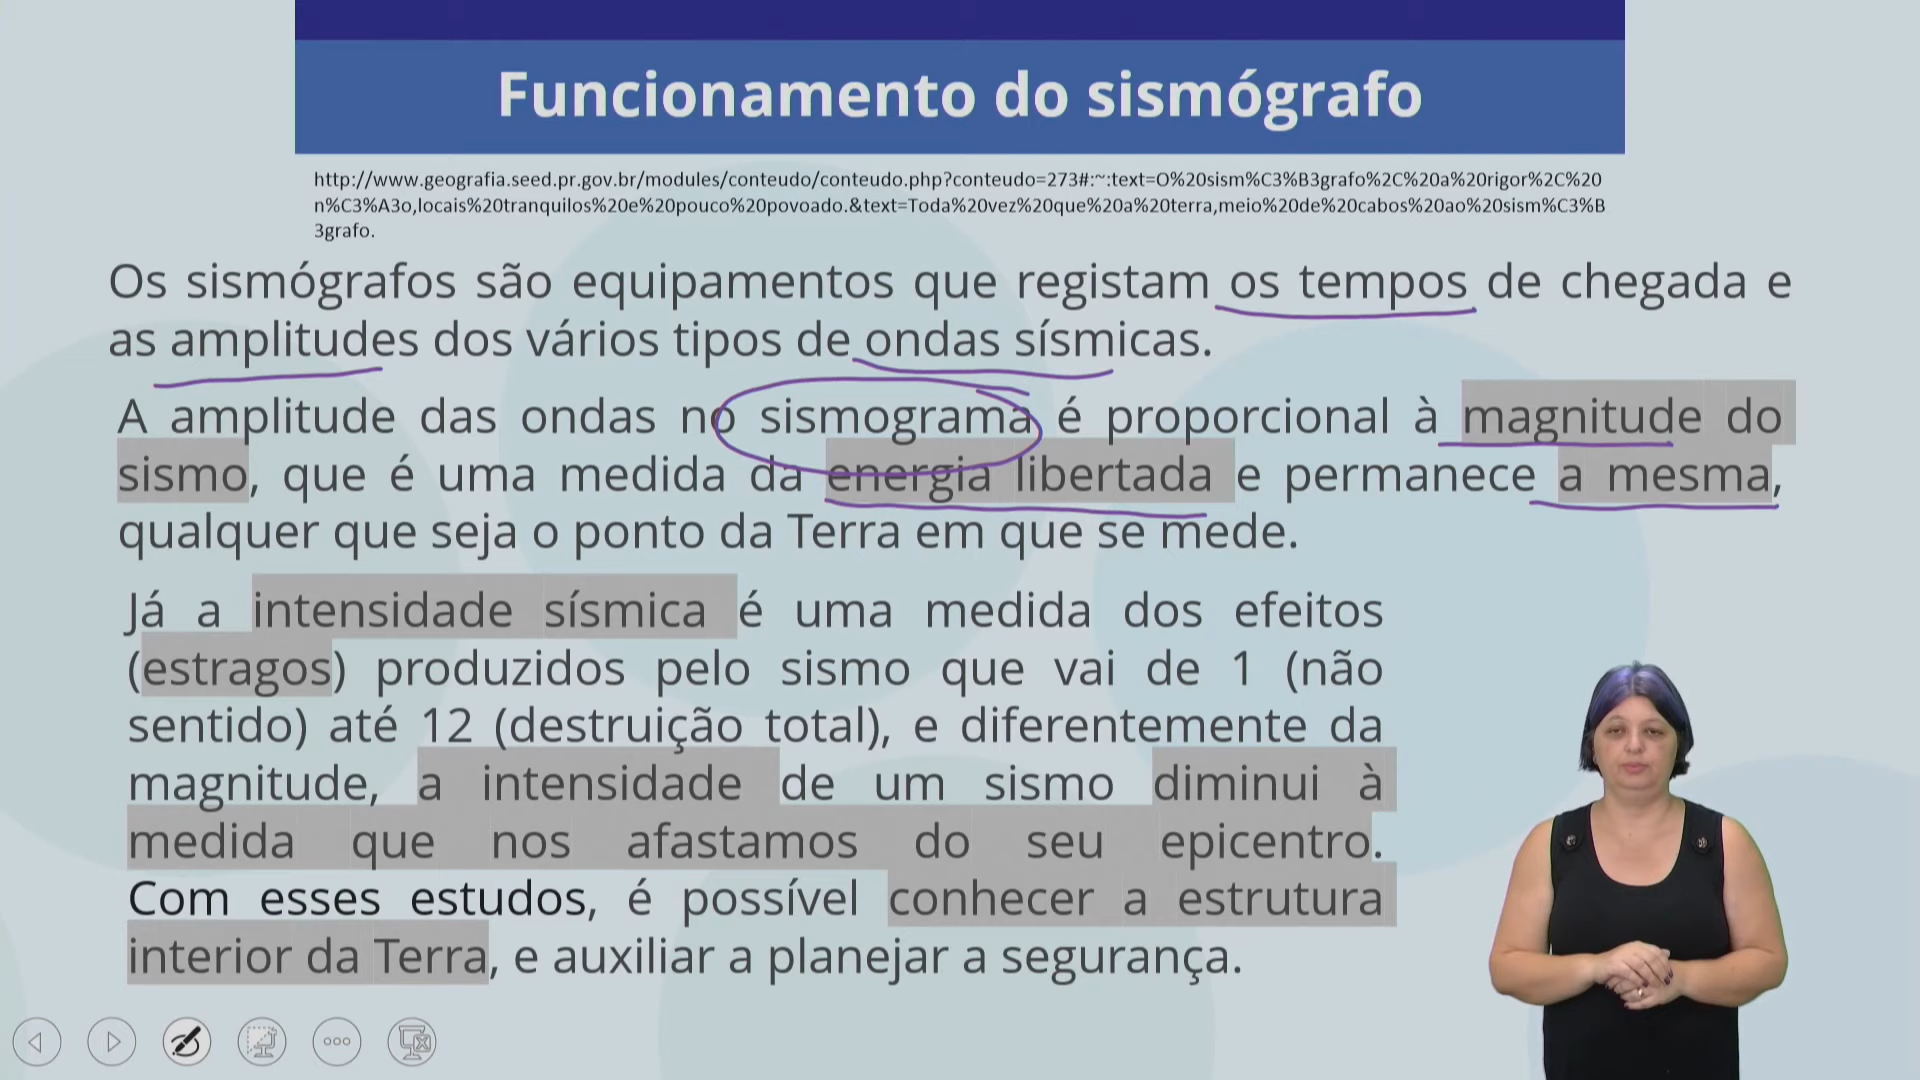 Funcionamento do sismógrafo
http://www.geografia.seed.pr.gov.br/modules/conteudo/conteudo.php?conteudo=273#:~:text=O%20sism%C3%B3grafo%2C%20a%20rigor%2C%20
n%C3%A3o,locais%20tranquilos%20e%20pouco%20povoado.&text=Toda%20vez%20que%20a%20terra,meio%20de%20cabos%20ao%20sism%C3%B
3grafo.
Os sismógrafos são equipamentos que registam os tempos de chegada e
as amplitudes dos vários tipos de ondas sísmicas.
A amplitude das ondas no sismograma é proporcional à magnitude do
sismo, que é uma medida da energia libertada e permanece a mesma,
qualquer que seja o ponto da Terra em que se mede.
Já a intensidade sísmica é uma medida dos efeitos
(estragos) produzidos pelo sismo que vai de 1 (não
sentido) até 12 (destruição total), e diferentemente da
magnitude, a intensidade de um sismo diminui à
medida que nos afastamos do seu epicentro.
Com esses estudos, é possível conhecer a estrutura
interior da Terra, e auxiliar a planejar a segurança.